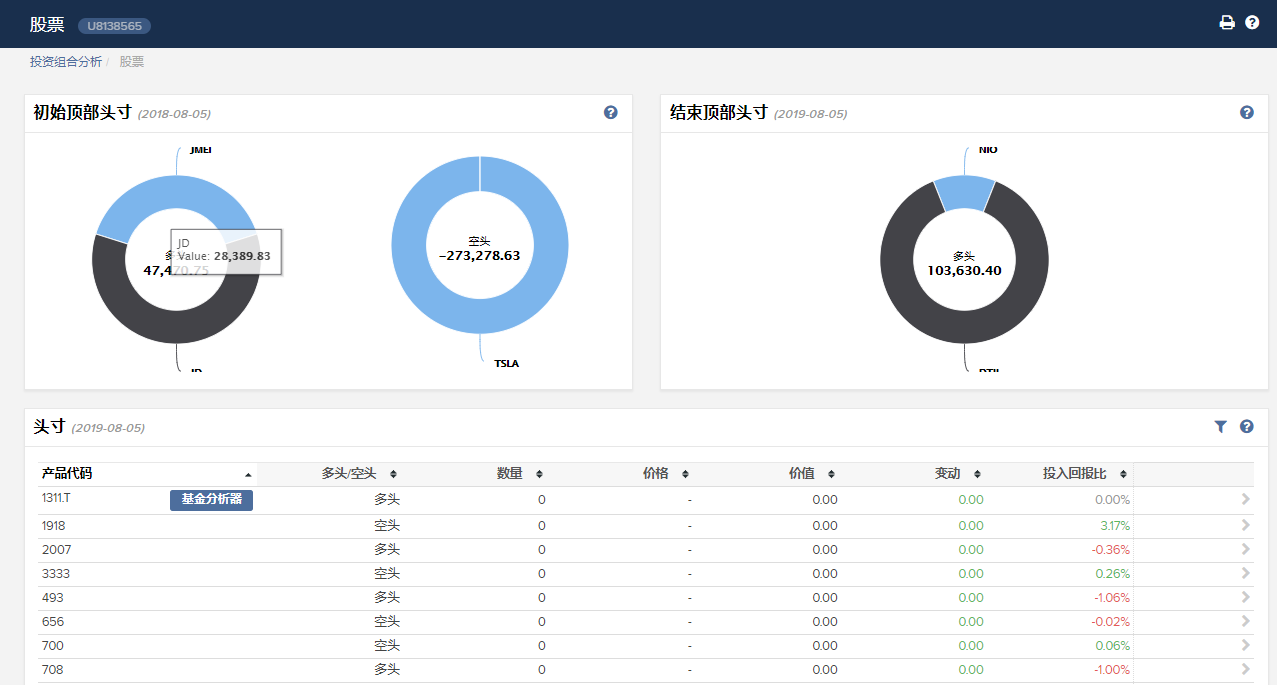 股票 U8138565
投资组合分析 / 股票
初始顶部头寸 (2018-08-05)
JMEI
JD
Value: 28,389.83
多头
47,470.75
空头
-273,278.63
TSLA
结束顶部头寸 (2019-08-05)
NIO
多头
103,630.40
头寸 (2019-08-05)
产品代码 多头/空头 数量 价格 价值 变动 投入回报比
1311.T 基金分析器 多头 0 - 0.00 0.00 0.00%
1918 空头 0 - 0.00 0.00 3.17%
2007 多头 0 - 0.00 0.00 -0.36%
3333 空头 0 - 0.00 0.00 0.26%
493 多头 0 - 0.00 0.00 -1.06%
656 空头 0 - 0.00 0.00 -0.02%
700 空头 0 - 0.00 0.00 0.06%
708 多头 0 - 0.00 0.00 -1.00%